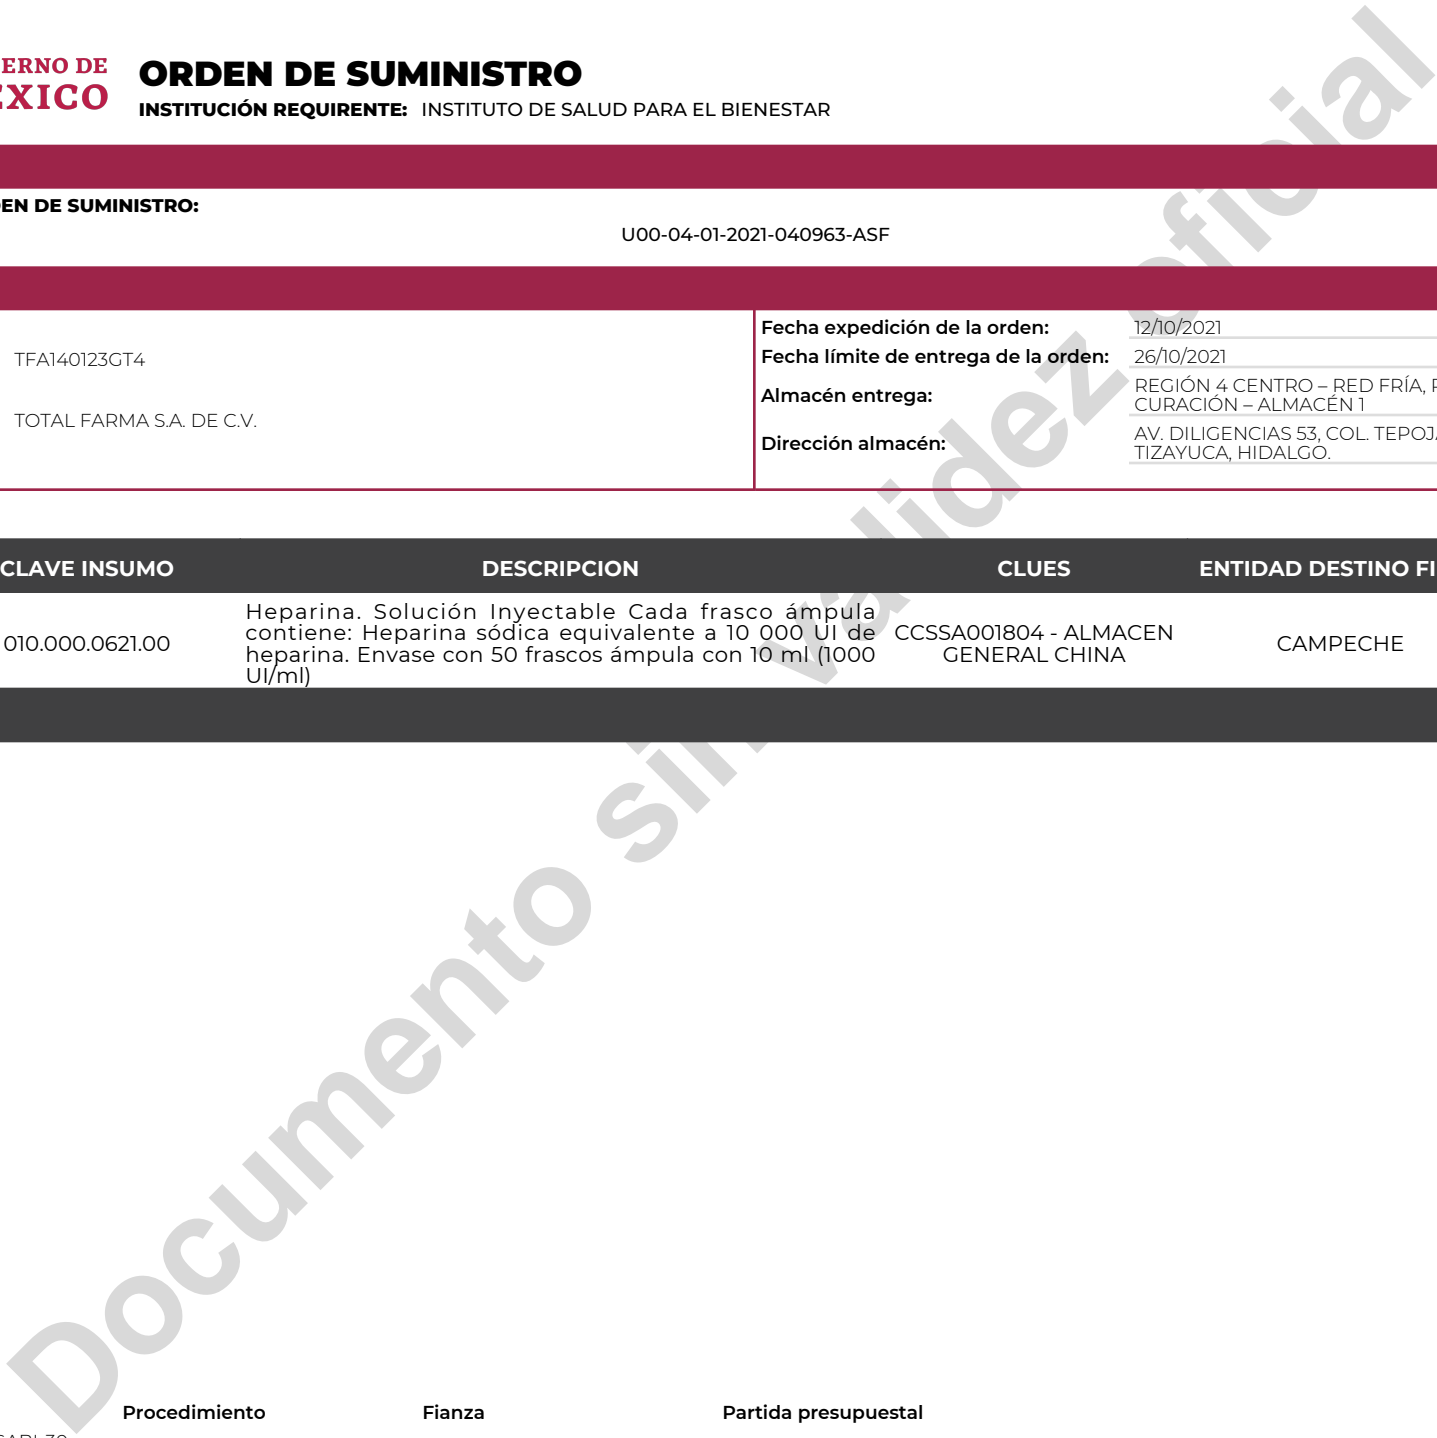 ERNO DE
ÉXICO
ORDEN DE SUMINISTRO
INSTITUCIÓN REQUIRENTE: INSTITUTO DE SALUD PARA EL BIENESTAR
EN DE SUMINISTRO:
U00-04-01-2021-040963-ASF
TFA140123GT4
TOTAL FARMA S.A. DE C.V.
Fecha expedición de la orden: 12/10/2021
Fecha límite de entrega de la orden: 26/10/2021
Almacén entrega: REGIÓN 4 CENTRO – RED FRÍA,
CURACIÓN – ALMACÉN 1
Dirección almacén: AV. DILIGENCIAS 53, COL. TEPOJ
TIZAYUCA, HIDALGO.
CLAVE INSUMO DESCRIPCION CLUES ENTIDAD DESTINO FI
010.000.0621.00
Heparina. Solución Inyectable Cada frasco ámpula
contiene: Heparina sódica equivalente a 10 000 UI de
heparina. Envase con 50 frascos ámpula con 10 ml (1000
UI/ml)
CCSSA001804 - ALMACEN
GENERAL CHINA
CAMPECHE
Documento sin validez oficial
Procedimiento Fianza Partida presupuestal